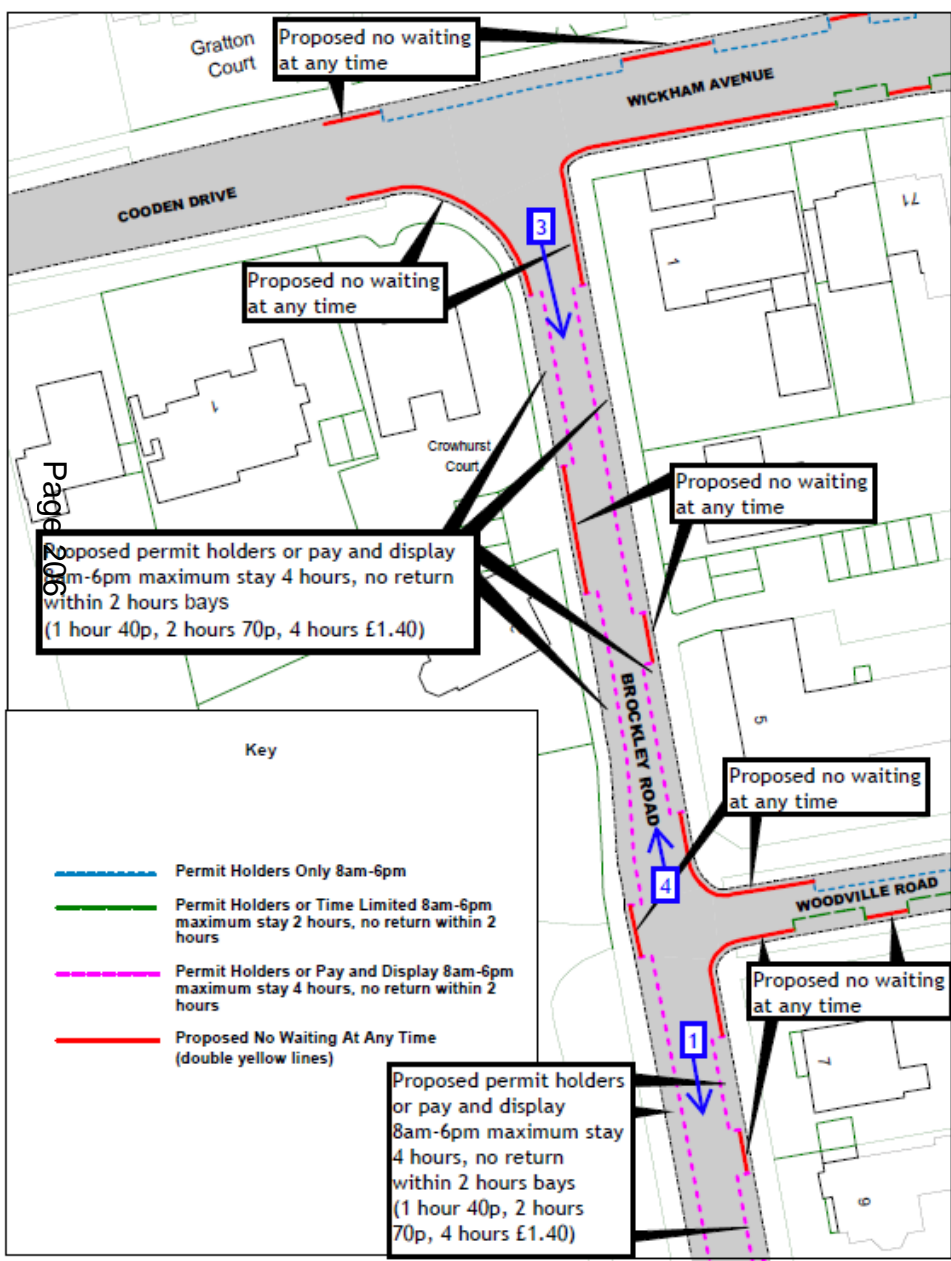 Gratton
Court
Proposed no waiting
at any time
WICKHAM AVENUE
COODEN DRIVE
71
3
1
Proposed no waiting
at any time
1
Crowhurst
Court
Proposed no waiting
at any time
Page 206
Proposed permit holders or pay and display
8am-6pm maximum stay 4 hours, no return
within 2 hours bays
(1 hour 40p, 2 hours 70p, 4 hours £1.40)
BROCKLEY ROAD
5
Key
Proposed no waiting
at any time
4
WOODVILLE ROAD
Permit Holders Only 8am-6pm
Permit Holders or Time Limited 8am-6pm
maximum stay 2 hours, no return within 2
hours
Permit Holders or Pay and Display 8am-6pm
maximum stay 4 hours, no return within 2
hours
Proposed No Waiting At Any Time
(double yellow lines)
Proposed no waiting
at any time
1
7
Proposed permit holders
or pay and display
8am-6pm maximum stay
4 hours, no return
within 2 hours bays
(1 hour 40p, 2 hours
70p, 4 hours £1.40)
9